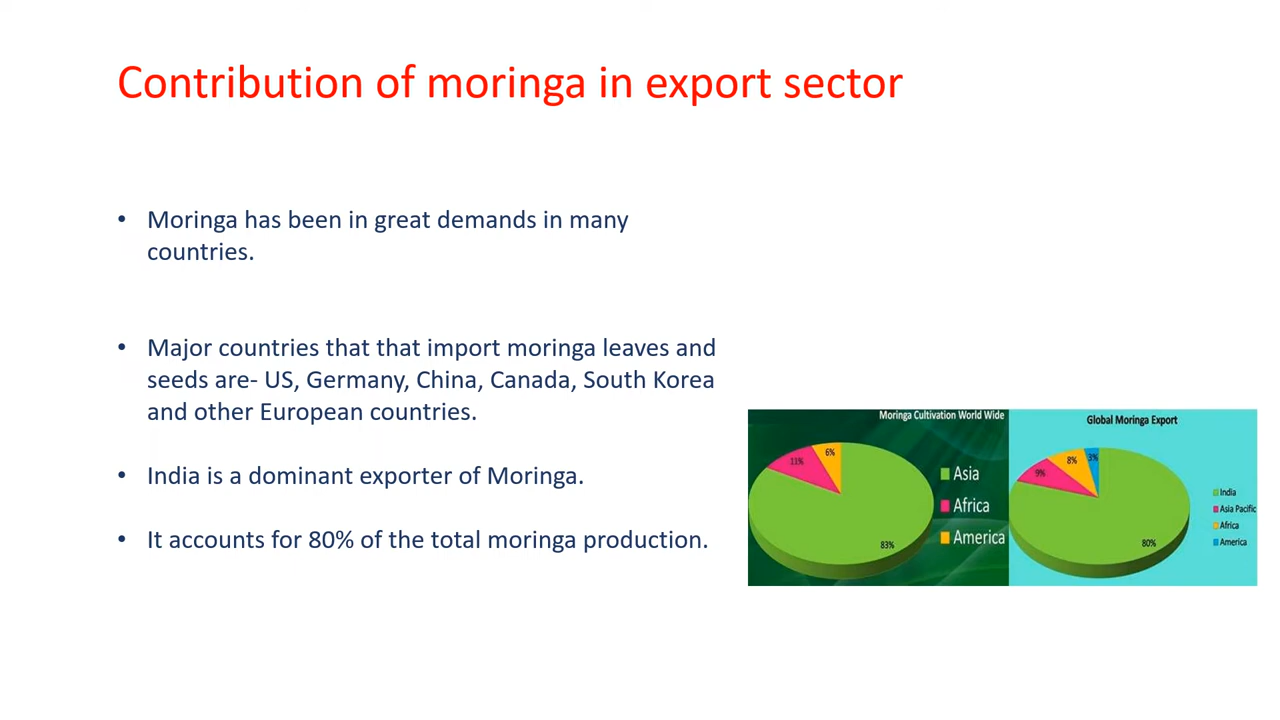 Contribution of moringa in export sector
• Moringa has been in great demands in many
countries.
• Major countries that that import moringa leaves and
seeds are- US, Germany, China, Canada, South Korea
and other European countries.
• India is a dominant exporter of Moringa.
• It accounts for 80% of the total moringa production.
Moringa Cultivation World Wide
6%
11%
83%
Asia
Africa
America
Global Moringa Export
3%
8%
9%
80%
India
Asia Pacific
Africa
America